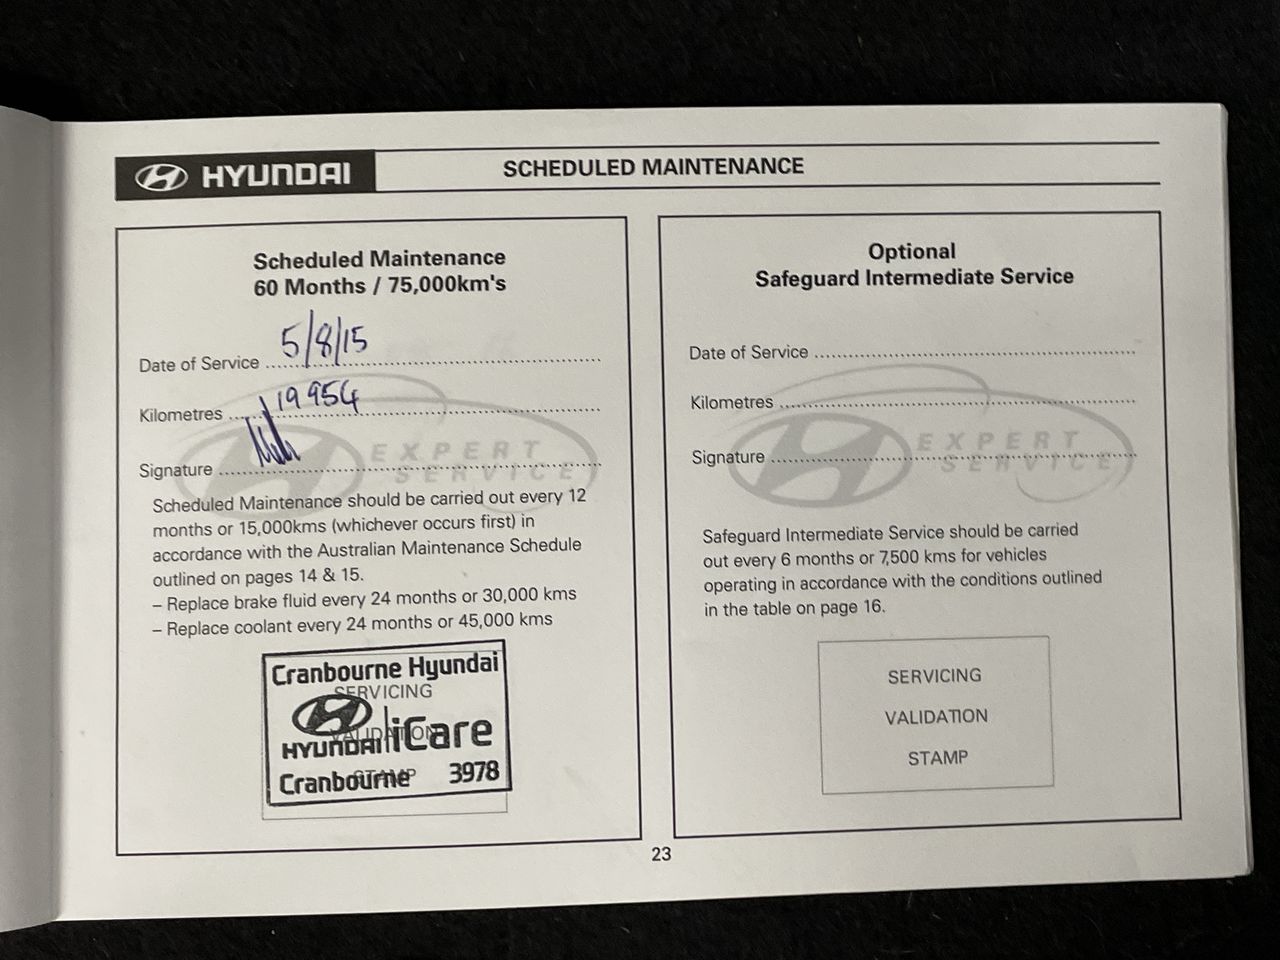 HYUNDAI
SCHEDULED MAINTENANCE
Scheduled Maintenance
60 Months / 75,000km's
Date of Service 5/8/15
Kilometres 19954
Signature
EXPERT
SERVICE
Scheduled Maintenance should be carried out every 12
months or 15,000kms (whichever occurs first) in
accordance with the Australian Maintenance Schedule
outlined on pages 14 & 15.
– Replace brake fluid every 24 months or 30,000 kms
– Replace coolant every 24 months or 45,000 kms
Cranbourne Hyundai
SERVICING
VALIDATION
HYUNDAI iCare
STAMP
Cranbourne 3978
Optional
Safeguard Intermediate Service
Date of Service
Kilometres
Signature
EXPERT
SERVICE
Safeguard Intermediate Service should be carried
out every 6 months or 7,500 kms for vehicles
operating in accordance with the conditions outlined
in the table on page 16.
SERVICING
VALIDATION
STAMP
23